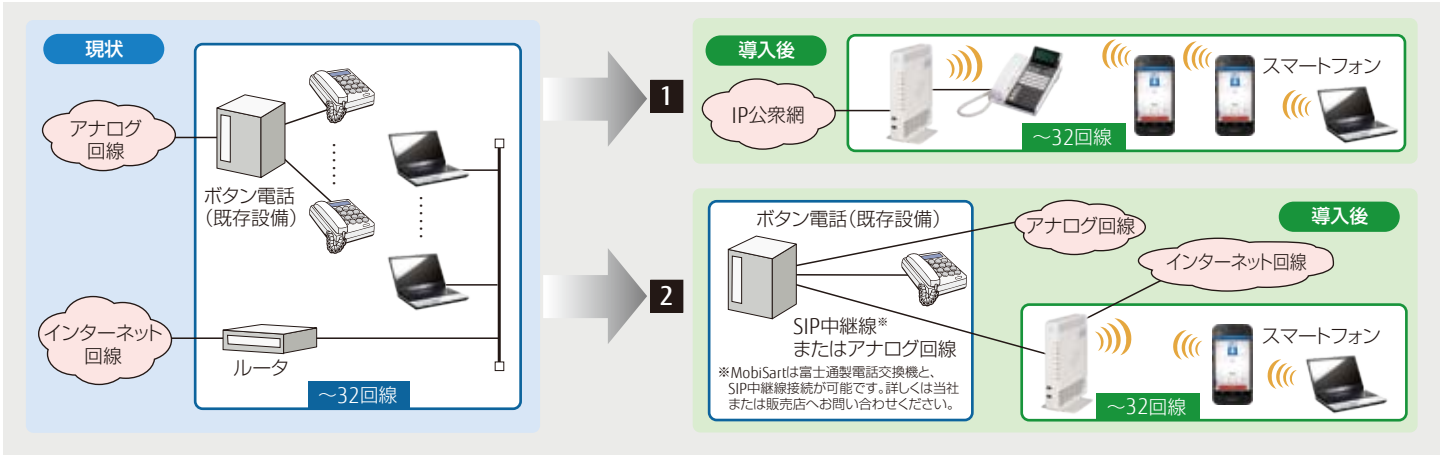 現状
アナログ
回線
ボタン電話
（既存設備）
インターネット
回線
ルータ
～32回線
1
導入後
IP公衆網
スマートフォン
～32回線
2
導入後
ボタン電話（既存設備）
アナログ回線
インターネット回線
SIP中継線※
またはアナログ回線
※MobiSartは富士通製電話交換機と、
SIP中継線接続が可能です。詳しくは当社
または販売店へお問い合わせください。
スマートフォン
～32回線